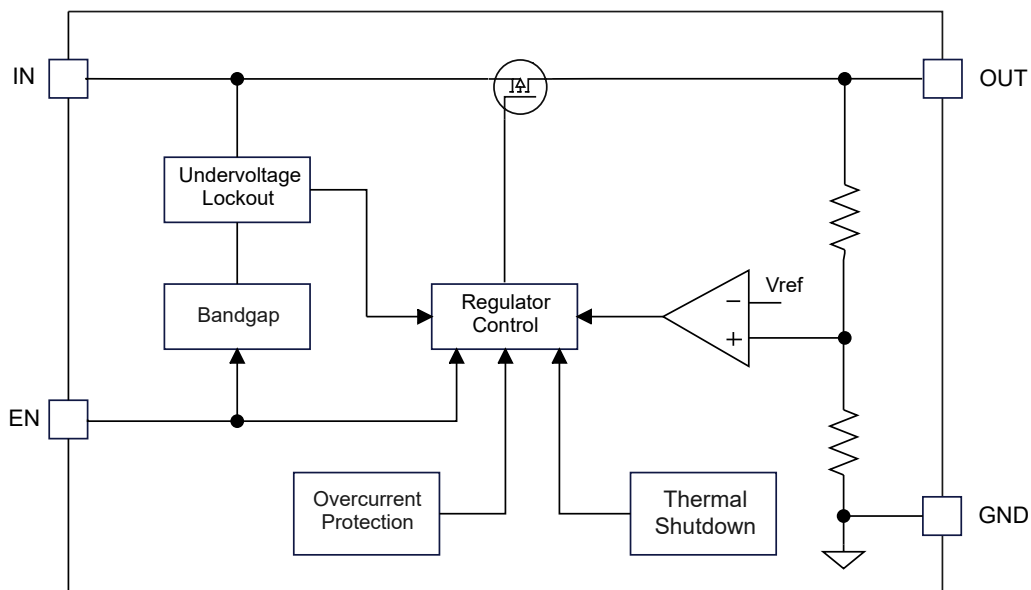 IN
OUT
Undervoltage
Lockout
Bandgap
Regulator
Control
Vref
−
+
EN
Overcurrent
Protection
Thermal
Shutdown
GND